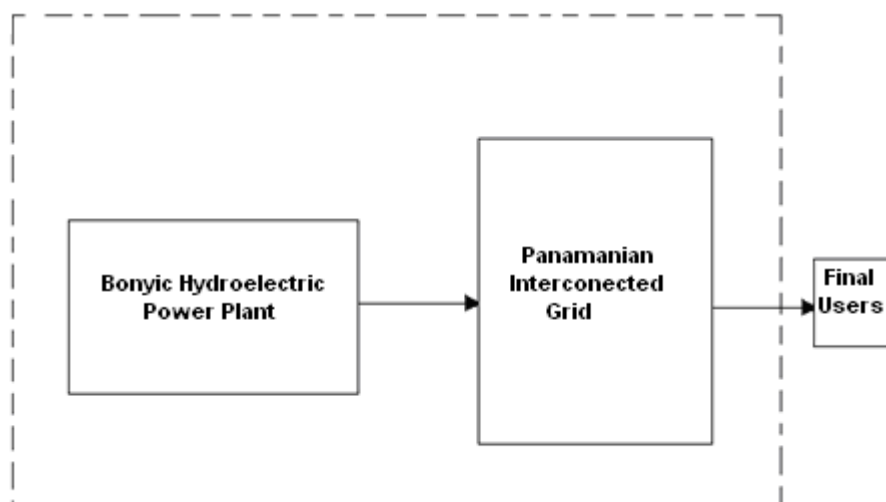 Bonyic Hydroelectric
Power Plant
Panamanian
Interconected
Grid
Final
Users